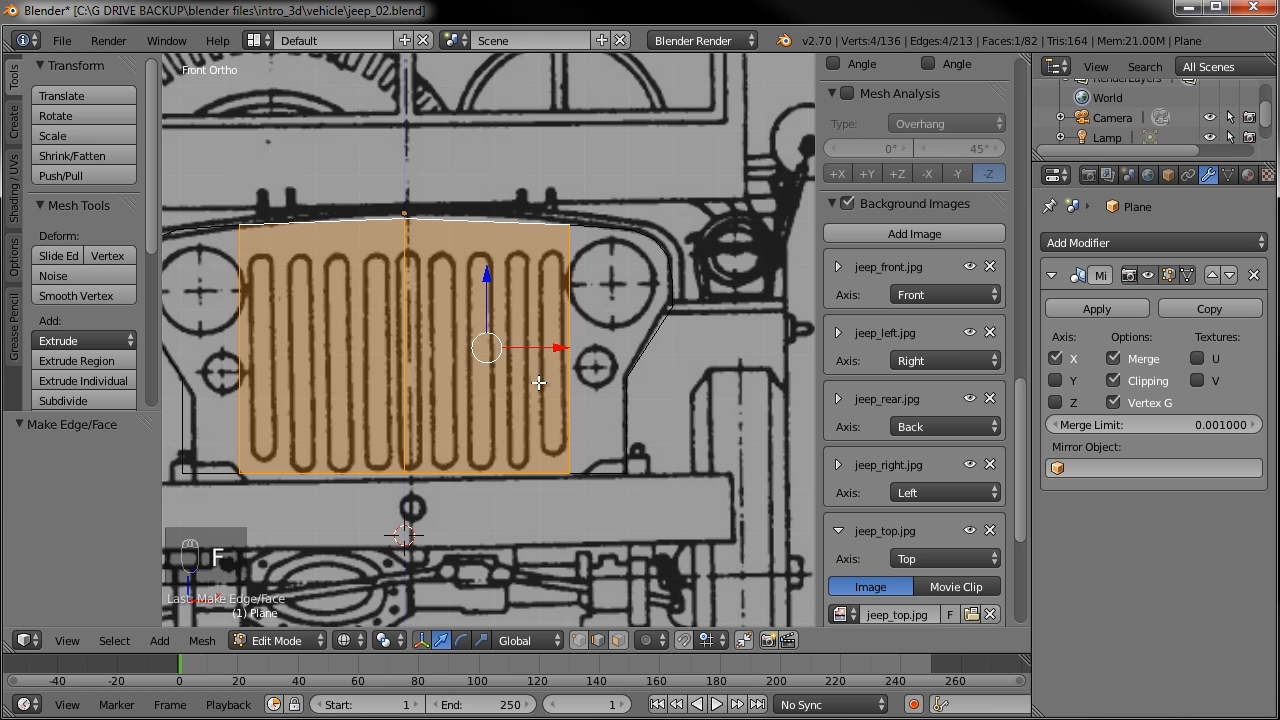 Blender* [C:\G DRIVE BACKUP\blender files\intro_3d\vehicle\jeep_02.blend]
File Render Window Help Default Scene Blender Render v2.70 | Verts:4/136 | Edges:4/213 | Faces:1/82 | Tris:164 | Mem:21.00M | Plane
Tools
Create
Shading / UVs
Options
Grease Pencil
Transform
Translate
Rotate
Scale
Shrink/Fatten
Push/Pull
Mesh Tools
Deform:
Slide Ed Vertex
Noise
Smooth Vertex
Add:
Extrude
Extrude Region
Extrude Individual
Subdivide
Make Edge/Face
Front Ortho
F
Last: Make Edge/Face
(1) Plane
Angle Angle
Mesh Analysis
Type: Overhang
0° 45°
+X +Y +Z -X -Y -Z
Background Images
Add Image
jeep_front.jpg
Axis: Front
jeep_left.jpg
Axis: Right
jeep_rear.jpg
Axis: Back
jeep_right.jpg
Axis: Left
jeep_top.jpg
Axis: Top
Image Movie Clip
jeep_top.jpg F
View Search All Scenes
RenderLayers
World
Camera
Lamp
Plane
Add Modifier
Mi
Apply Copy
Axis: Options: Textures:
X Merge U
Y Clipping V
Z Vertex G
Merge Limit: 0.001000
Mirror Object:
View Select Add Mesh Edit Mode Global
-40 -20 0 20 40 60 80 100 120 140 160 180 200 220 240 260
View Marker Frame Playback Start: 1 End: 250 1 No Sync